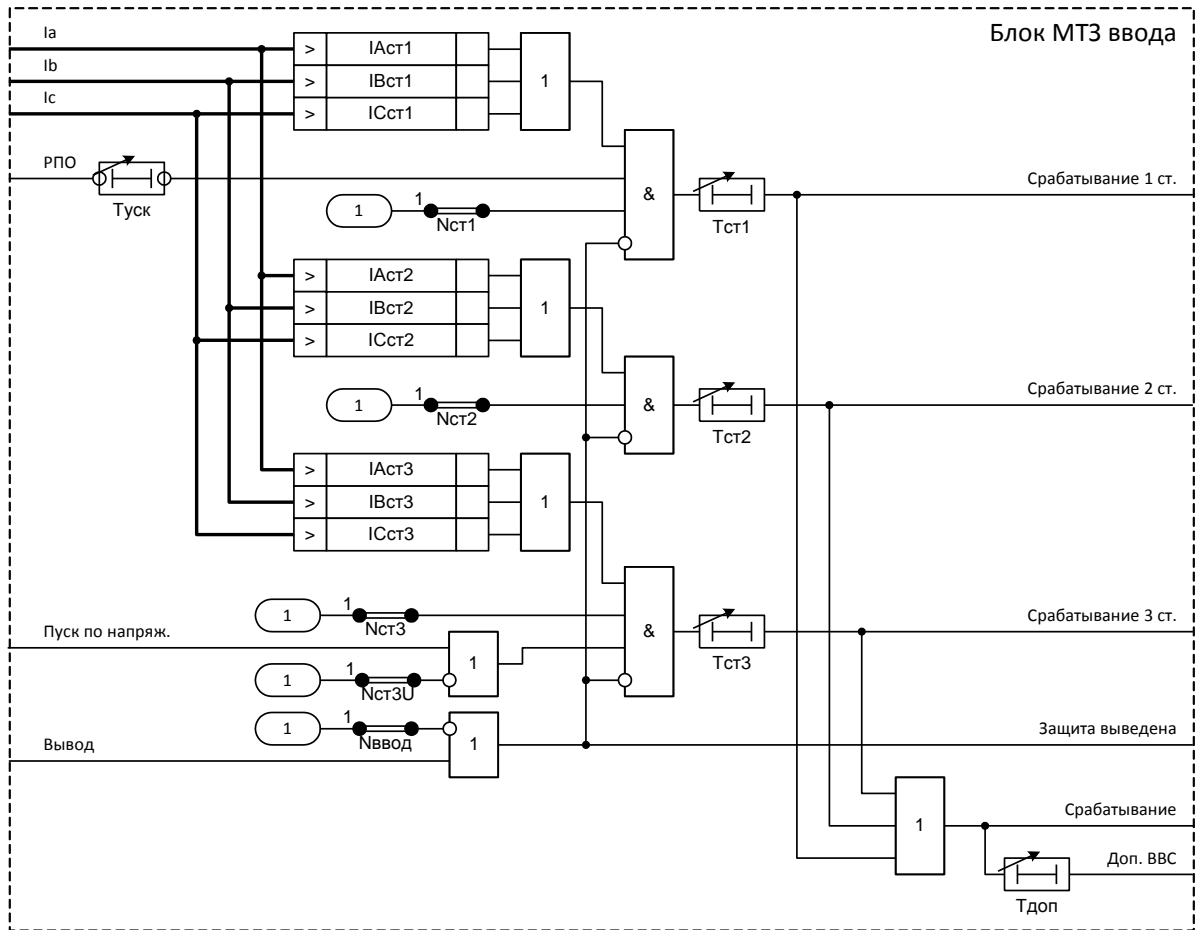 Блок МТЗ ввода
Ia
> IAст1
Ib
> IBст1
1
Ic
> ICст1
РПО
Туск
&
Срабатывание 1 ст.
1
1
Nст1
Тст1
> IAст2
> IBст2
1
> ICст2
1
1
Nст2
&
Тст2
Срабатывание 2 ст.
> IAст3
> IBст3
1
> ICст3
1
1
Nст3
&
Тст3
Срабатывание 3 ст.
Пуск по напряж.
1
1
1
Nст3U
1
1
Nввод
1
Вывод
Защита выведена
1
Срабатывание
Доп. ВВС
Тдоп